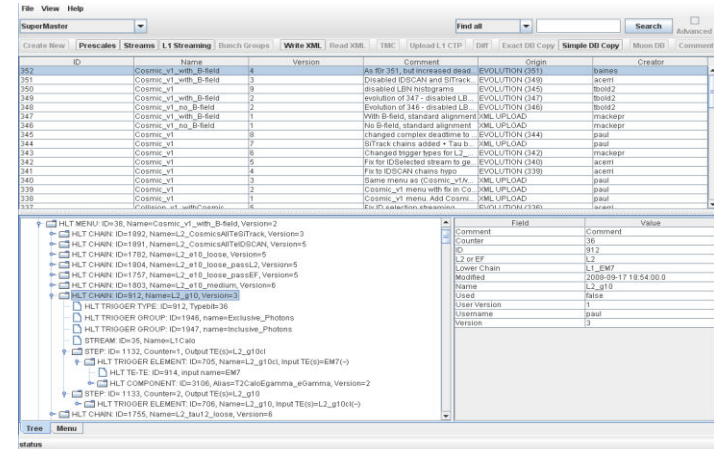 File View Help
SuperMaster Find all Search Advanced
Create New Prescales Streams L1 Streaming Bunch Groups Write XML Read XML TMC Upload L1 CTP Diff Exact DB Copy Simple DB Copy Muon DB Comment
ID Name Version Comment Origin Creator
352 Cosmic_v1_with_B-field 4 As for 351, but increased dead... EVOLUTION (351) baines
351 Cosmic_v1_with_B-field 3 Disabled IDSCAN and SITrack... EVOLUTION (349) acerri
350 Cosmic_v1 9 disabled LBN histograms EVOLUTION (345) tbold2
349 Cosmic_v1_with_B-field 2 evolution of 347 - disabled LB... EVOLUTION (347) tbold2
348 Cosmic_v1_no_B-field 2 Evolution of 346 - disabled LB... EVOLUTION (346) tbold2
347 Cosmic_v1_with_B-field 1 With B-field, standard alignment XML UPLOAD mackepr
346 Cosmic_v1_no_B-field 1 No B-field, standard alignment XML UPLOAD mackepr
345 Cosmic_v1 8 changed complex deadtime to ... EVOLUTION (344) paul
344 Cosmic_v1 7 SiTrack chains added + Tau b... XML UPLOAD paul
343 Cosmic_v1 6 Changed trigger types for L2_... EVOLUTION (342) mackepr
342 Cosmic_v1 5 Fix for IDSelected stream to ge... EVOLUTION (340) acerri
341 Cosmic_v1 4 Fix to IDSCAN chains hypo EVOLUTION (339) acerri
340 Cosmic_v1 3 Same menu as (Cosmic_v1/v... XML UPLOAD paul
339 Cosmic_v1 2 Cosmic_v1 menu with fix in Co... XML UPLOAD paul
338 Cosmic_v1 1 Cosmic_v1 menu. Add Cosmi... XML UPLOAD paul
337 Collision_v1_withCosmic 5 Fix ID selection streaming EVOLUTION (336) acerri
HLT MENU: ID=38, Name=Cosmic_v1_with_B-field, Version=2
HLT CHAIN: ID=1892, Name=L2_CosmicsAllTeSiTrack, Version=3
HLT CHAIN: ID=1891, Name=L2_CosmicsAllTeIDSCAN, Version=5
HLT CHAIN: ID=1782, Name=L2_e10_loose, Version=5
HLT CHAIN: ID=1804, Name=L2_e10_loose_passL2, Version=5
HLT CHAIN: ID=1757, Name=L2_e10_loose_passEF, Version=5
HLT CHAIN: ID=1803, Name=L2_e10_medium, Version=6
HLT CHAIN: ID=912, Name=L2_g10, Version=3
HLT TRIGGER TYPE: ID=912, Typebit=36
HLT TRIGGER GROUP: ID=1946, name=Exclusive_Photons
HLT TRIGGER GROUP: ID=1947, name=Inclusive_Photons
STREAM: ID=35, Name=L1Calo
STEP: ID= 1132, Counter=1, Output TE(s)=L2_g10cl
HLT TRIGGER ELEMENT: ID=705, Name=L2_g10cl, Input TE(s)=EM7(~)
HLT TE-TE: ID=914, input name=EM7
HLT COMPONENT: ID=3106, Alias=T2CaloEgamma_eGamma, Version=2
STEP: ID= 1133, Counter=2, Output TE(s)=L2_g10
HLT TRIGGER ELEMENT: ID=706, Name=L2_g10, Input TE(s)=L2_g10cl(~)
HLT CHAIN: ID=1755, Name=L2_tau12_loose, Version=6
Field Value
Comment Comment
Counter 36
ID 912
L2 or EF L2
Lower Chain L1_EM7
Modified 2008-09-17 18:54:00.0
Name L2_g10
Used false
User Version 1
Username paul
Version 3
Tree Menu
status